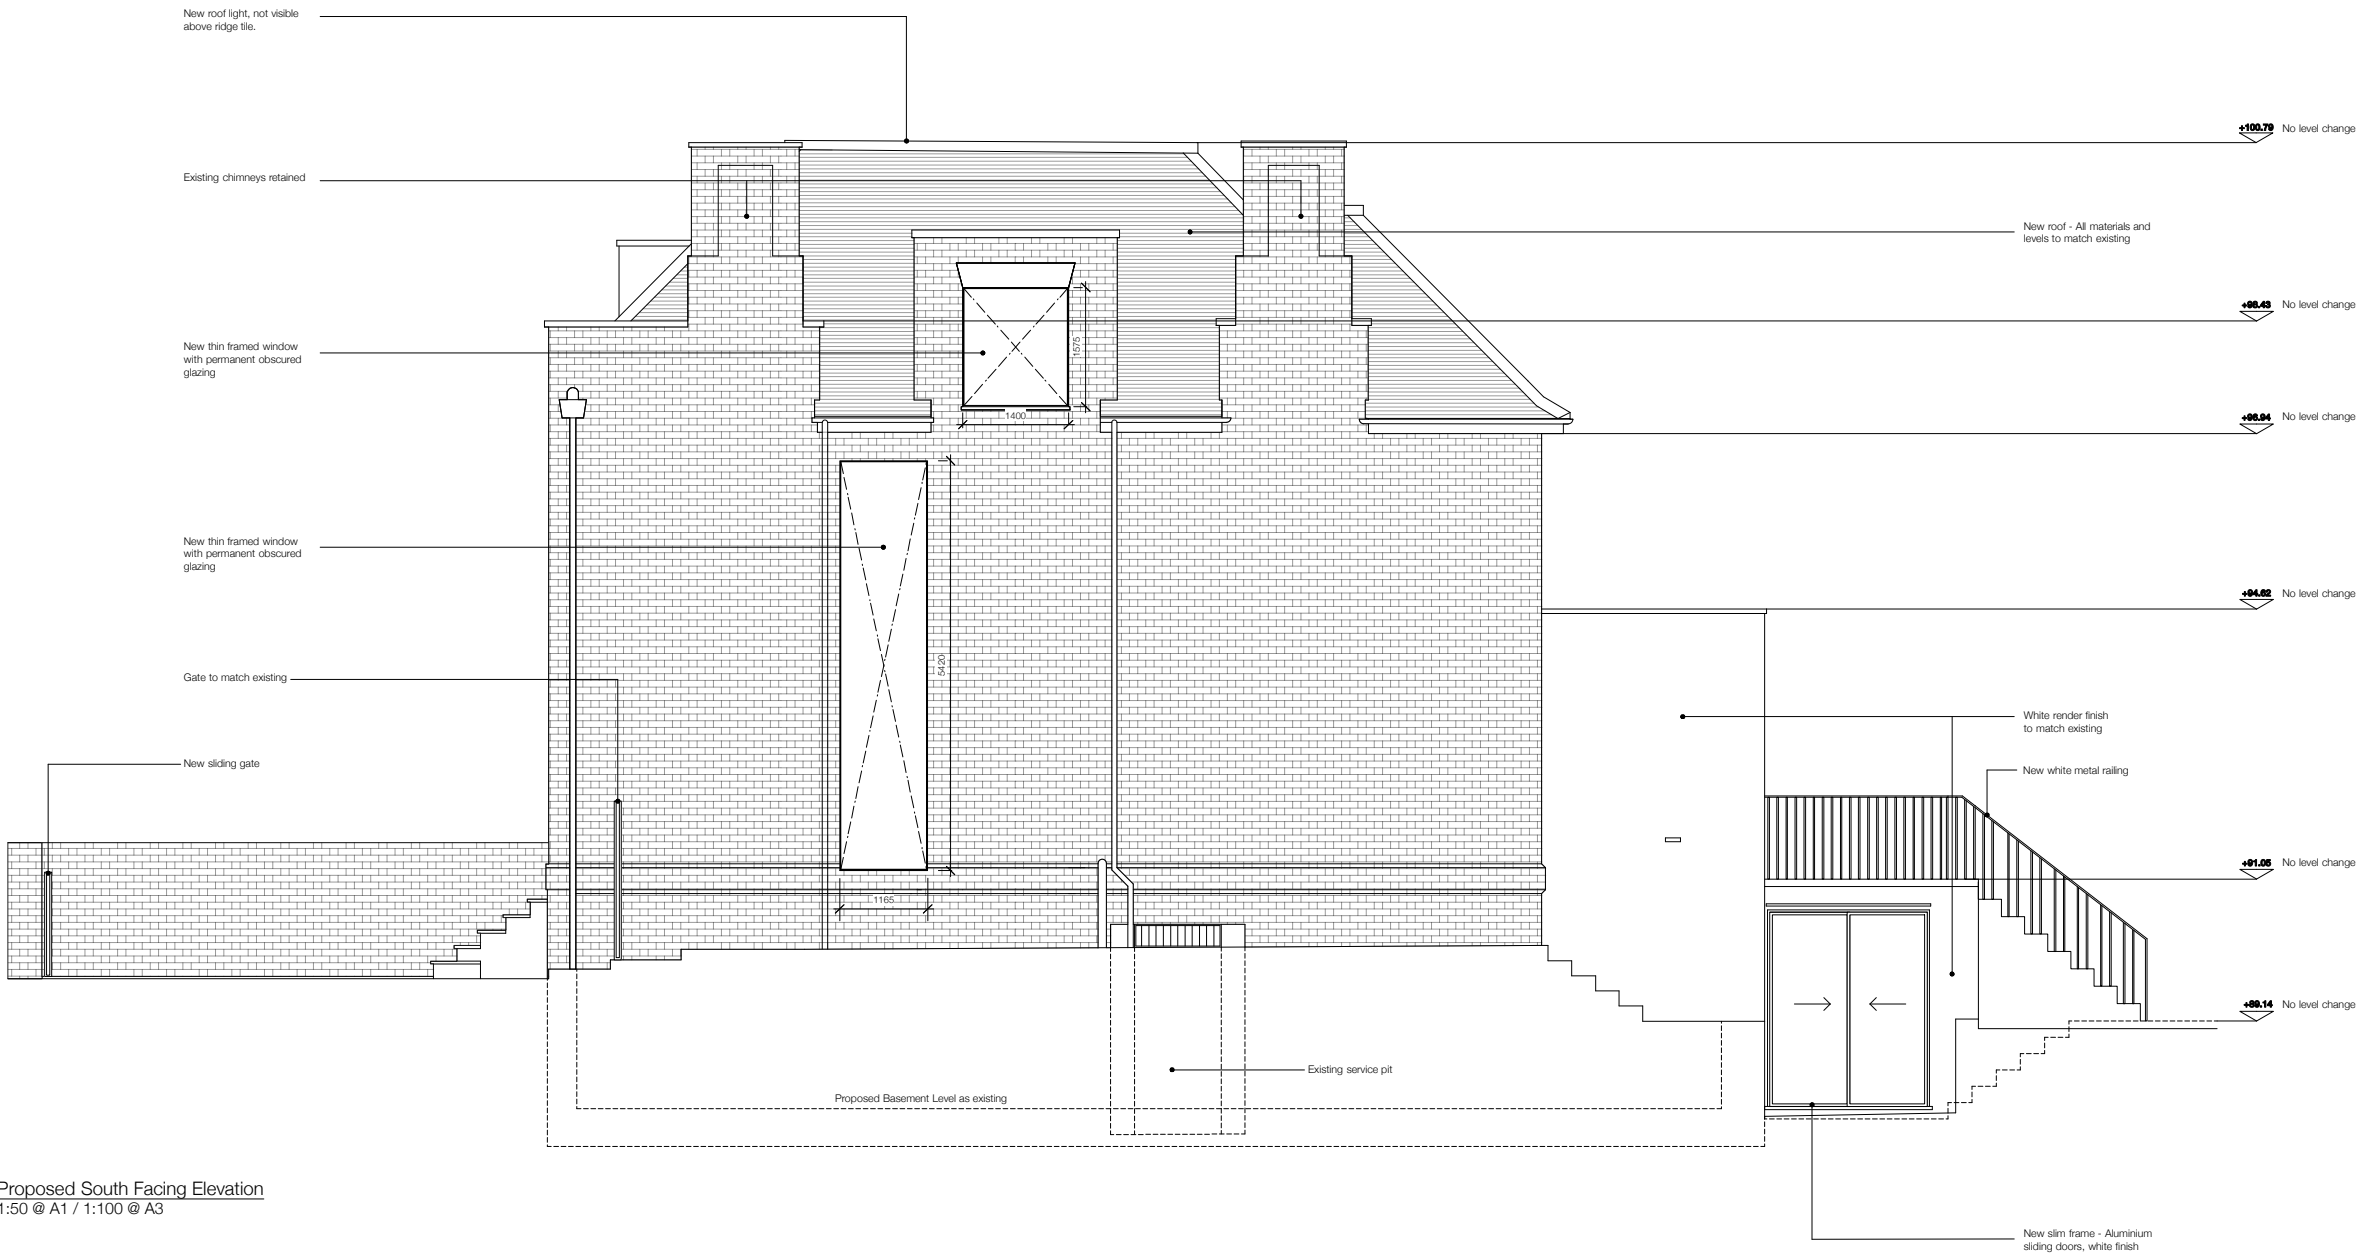 New roof light, not visible
above ridge tile.
+100.79 No level change
Existing chimneys retained
New roof - All materials and
levels to match existing
+98.43 No level change
New thin framed window
with permanent obscured
glazing
1575
1400
+96.94 No level change
New thin framed window
with permanent obscured
glazing
+94.62 No level change
5420
Gate to match existing
White render finish
to match existing
New sliding gate
New white metal railing
+91.05 No level change
1165
+89.14 No level change
Existing service pit
Proposed Basement Level as existing
Proposed South Facing Elevation
1:50 @ A1 / 1:100 @ A3
New slim frame - Aluminium
sliding doors, white finish